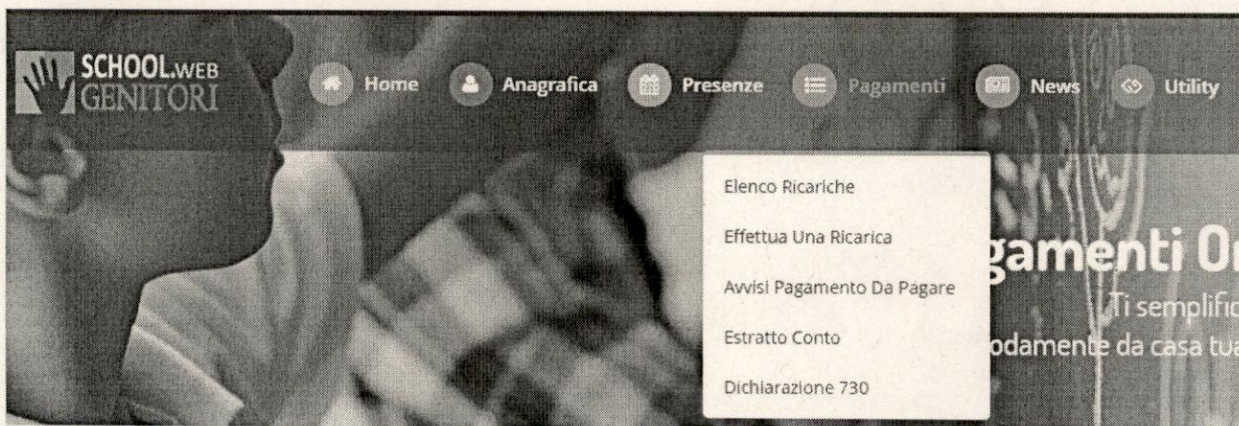 SCHOOL.WEB
GENITORI
Home Anagrafica Presenze Pagamenti News Utility
Elenco Ricariche
Effettua Una Ricarica
Avvisi Pagamento Da Pagare
Estratto Conto
Dichiarazione 730
gamenti On
Ti semplific
odamente da casa tua